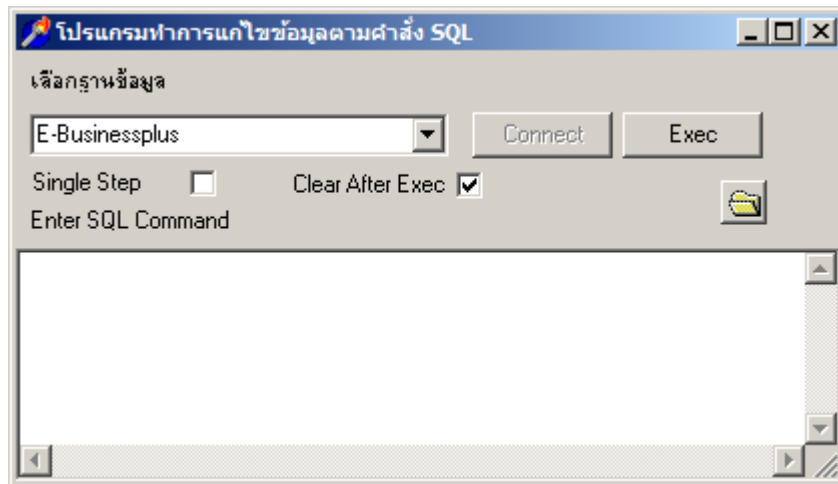 โปรแกรมทำการแก้ไขข้อมูลตามคำสั่ง SQL
เลือกฐานข้อมูล
E-Businessplus Connect Exec
Single Step Clear After Exec
Enter SQL Command